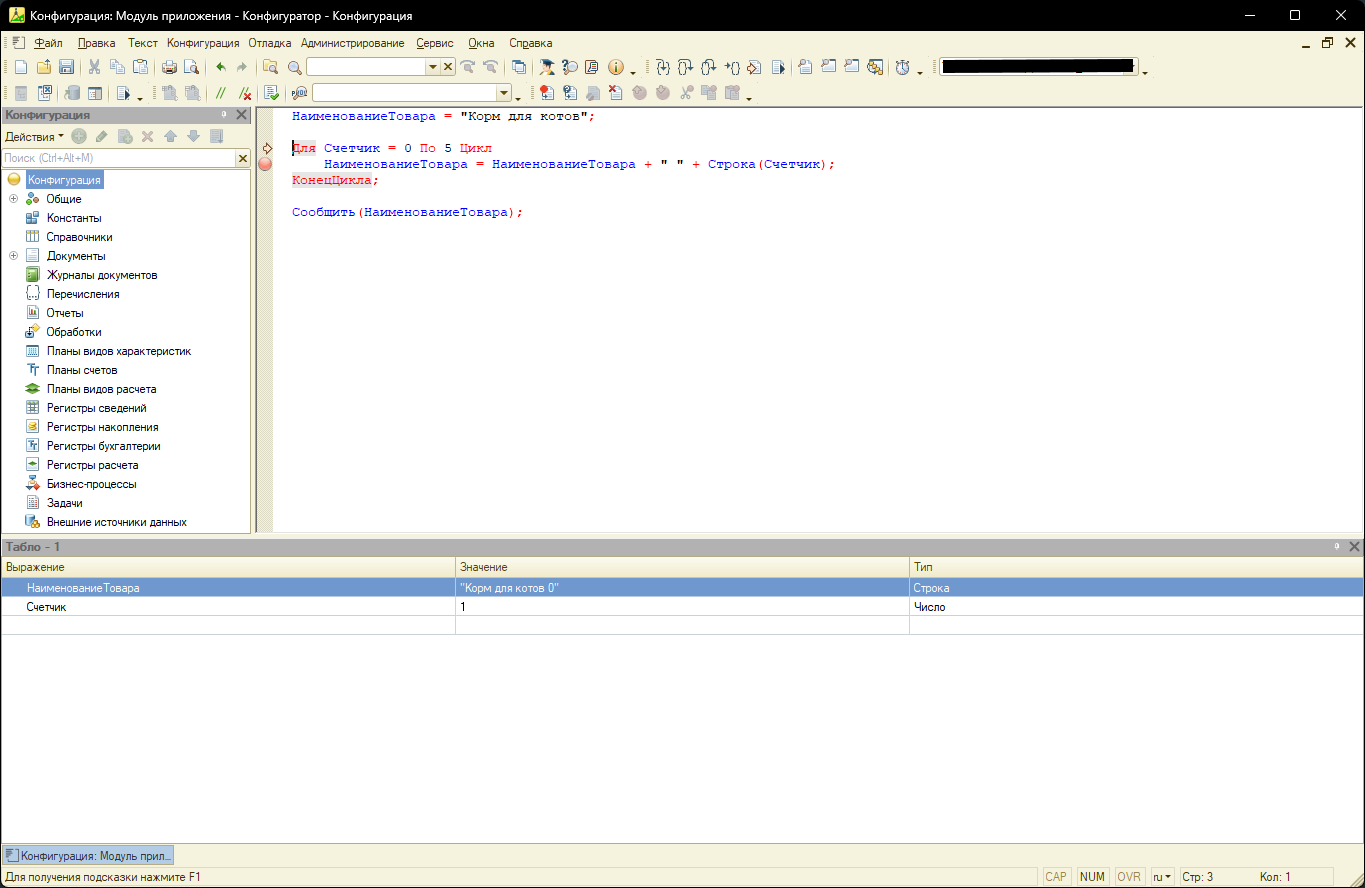 Конфигурация: Модуль приложения - Конфигуратор - Конфигурация
Файл Правка Текст Конфигурация Отладка Администрирование Сервис Окна Справка
Конфигурация
Действия
Поиск (Ctrl+Alt+M)
Конфигурация
Общие
Константы
Справочники
Документы
Журналы документов
Перечисления
Отчеты
Обработки
Планы видов характеристик
Планы счетов
Планы видов расчета
Регистры сведений
Регистры накопления
Регистры бухгалтерии
Регистры расчета
Бизнес-процессы
Задачи
Внешние источники данных
НаименованиеТовара = "Корм для котов";
Для Счетчик = 0 По 5 Цикл
НаименованиеТовара = НаименованиеТовара + " " + Строка(Счетчик);
КонецЦикла;
Сообщить(НаименованиеТовара);
Табло - 1
Выражение Значение Тип
НаименованиеТовара "Корм для котов 0" Строка
Счетчик 1 Число
Конфигурация: Модуль прил...
Для получения подсказки нажмите F1 CAP NUM OVR ru Стр: 3 Кол: 1